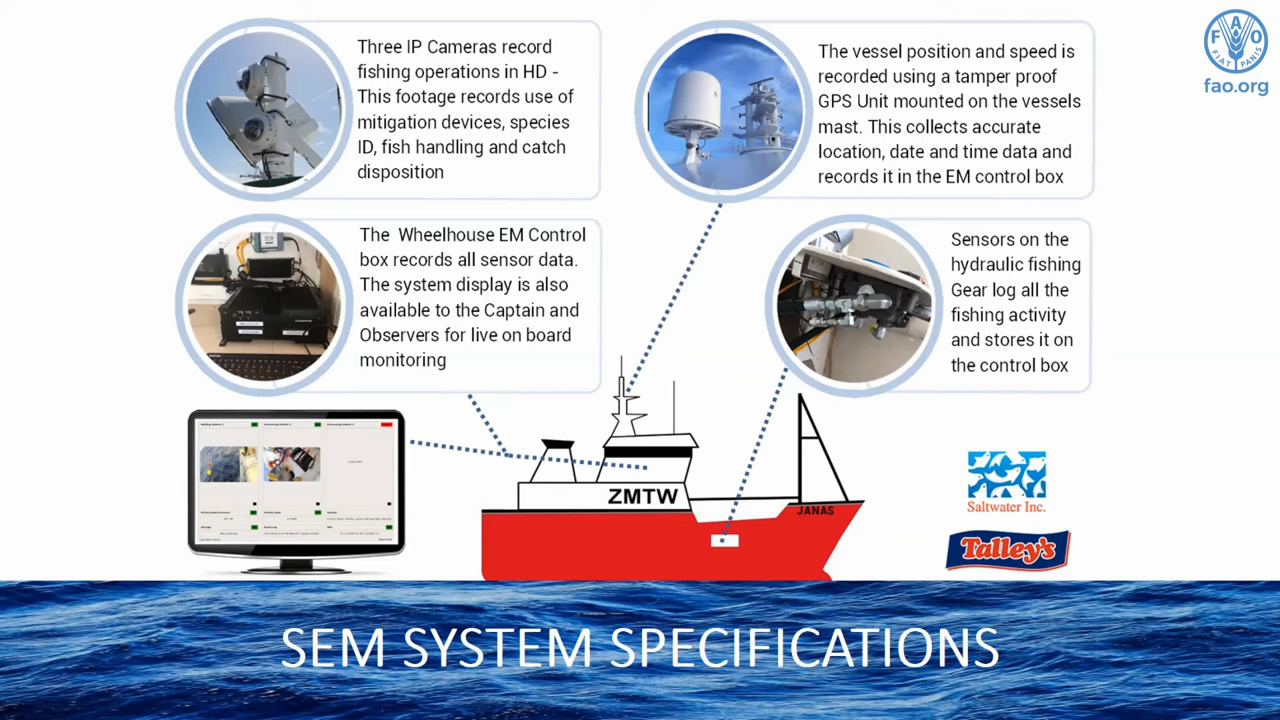 Three IP Cameras record
fishing operations in HD -
This footage records use of
mitigation devices, species
ID, fish handling and catch
disposition
The vessel position and speed is
recorded using a tamper proof
GPS Unit mounted on the vessels
mast. This collects accurate
location, date and time data and
records it in the EM control box
F A O
FIAT PANIS
fao.org
The Wheelhouse EM Control
box records all sensor data.
The system display is also
available to the Captain and
Observers for live on board
monitoring
Sensors on the
hydraulic fishing
Gear log all the
fishing activity
and stores it on
the control box
ZMTW
JANAS
Saltwater Inc.
Talley's
SEM SYSTEM SPECIFICATIONS